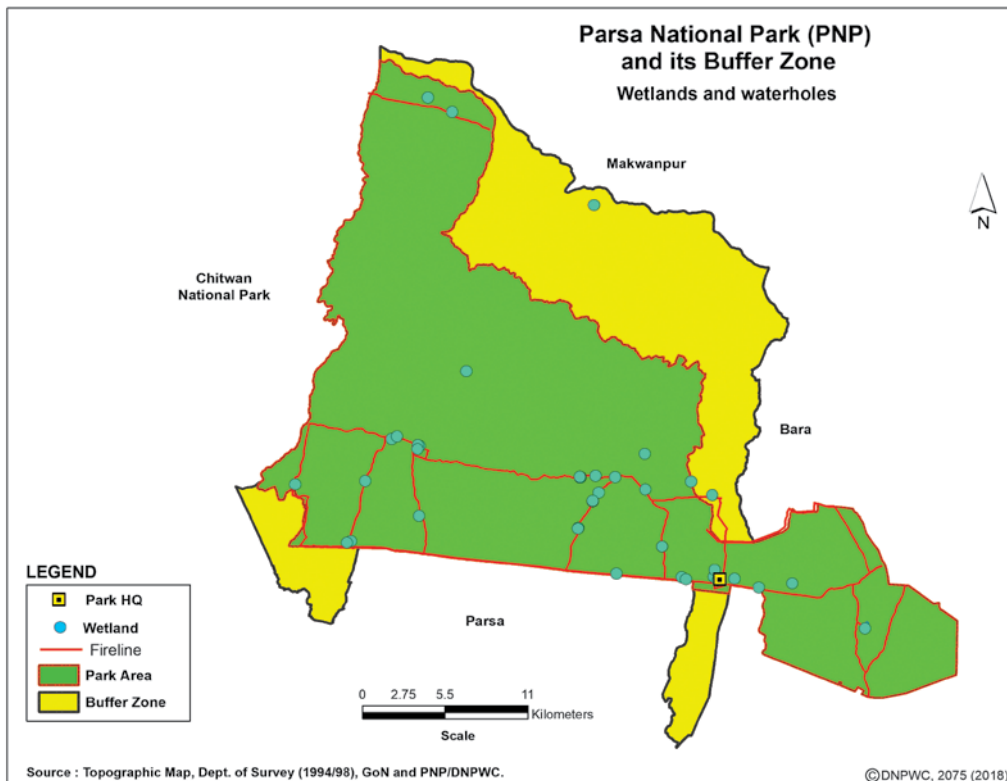 Parsa National Park (PNP)
and its Buffer Zone
Wetlands and waterholes
Makwanpur
N
Chitwan
National Park
Bara
Parsa
LEGEND
Park HQ
Wetland
Fireline
Park Area
Buffer Zone
0 2.75 5.5 11
Kilometers
Scale
Source : Topographic Map, Dept. of Survey (1994/98), GoN and PNP/DNPWC.
©DNPWC, 2075 (2018)